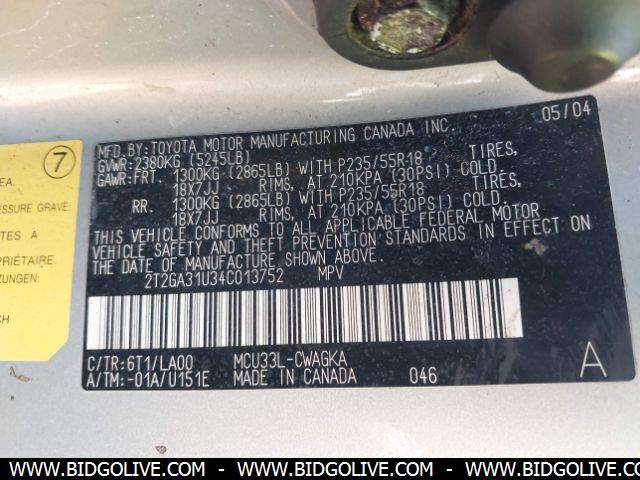 MFD.BY:TOYOTA MOTOR MANUFACTURING CANADA INC. 05/04
GVWR:2380KG (5245LB)
GAWR:FRT. 1300KG (2865LB) WITH P235/55R18 TIRES,
18X7JJ RIMS, AT 210KPA (30PSI) COLD.
RR. 1300KG (2865LB) WITH P235/55R18 TIRES,
18X7JJ RIMS, AT 210KPA (30PSI) COLD.
THIS VEHICLE CONFORMS TO ALL APPLICABLE FEDERAL MOTOR
VEHICLE SAFETY AND THEFT PREVENTION STANDARDS IN EFFECT ON
THE DATE OF MANUFACTURE SHOWN ABOVE.
2T2GA31U34C013752 MPV
C/TR:6T1/LA00 MCU33L-CWAGKA
A/TM:-01A/U151E MADE IN CANADA 046 A
7
EA.
ESSURE GRAVE.
TES À
PRIÉTAIRE.
ZUNGEN:
CH
WWW.BIDGOLIVE.COM - WWW.BIDGOLIVE.COM - WWW.BIDGOLIVE.COM